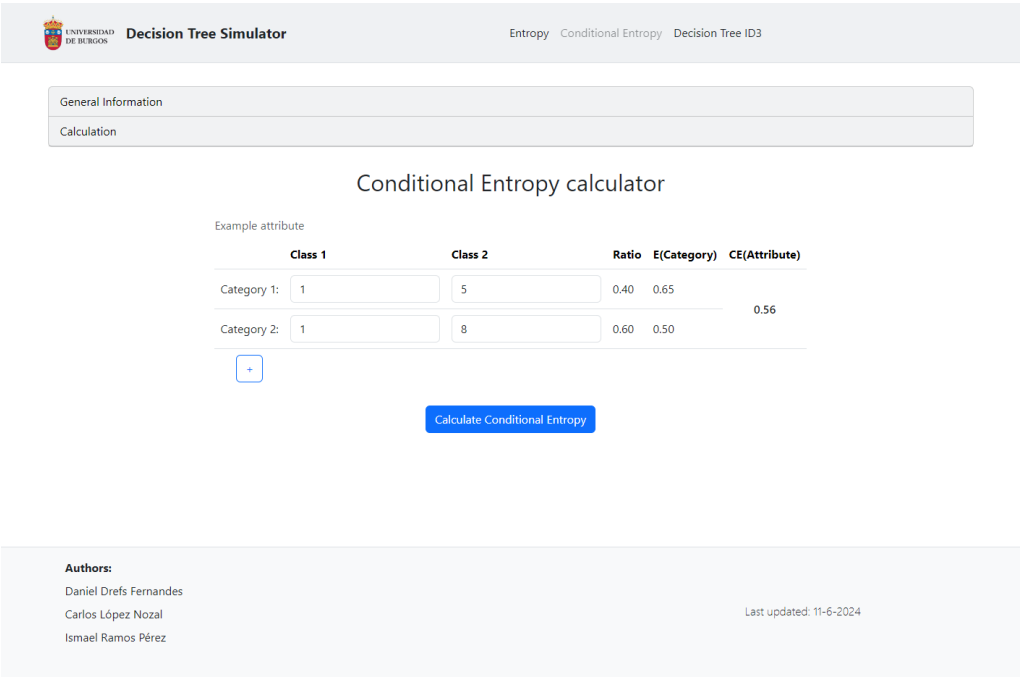 UNIVERSIDAD
DE BURGOS
Decision Tree Simulator
Entropy Conditional Entropy Decision Tree ID3
General Information
Calculation
Conditional Entropy calculator
Example attribute
Class 1 Class 2 Ratio E(Category) CE(Attribute)
Category 1: 1 5 0.40 0.65
0.56
Category 2: 1 8 0.60 0.50
+
Calculate Conditional Entropy
Authors:
Daniel Drefs Fernandes
Carlos López Nozal
Ismael Ramos Pérez
Last updated: 11-6-2024